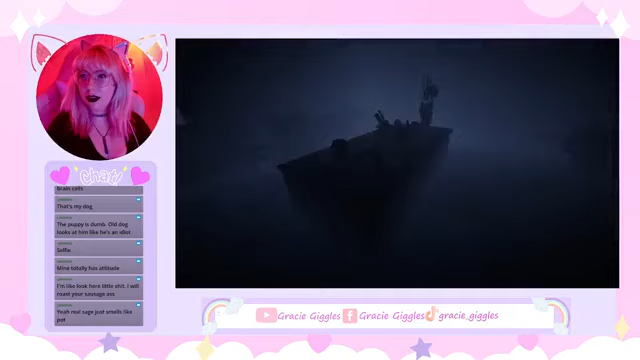 chat
brain cells
That's my dog
The puppy is dumb. Old dog
looks at him like he's an idiot
Selfie.
Mine totally has attitude
I'm like look here little shit. I will
roast your sausage ass
Yeah real sage just smells like
pot
Gracie Giggles Gracie Giggles gracie_giggles